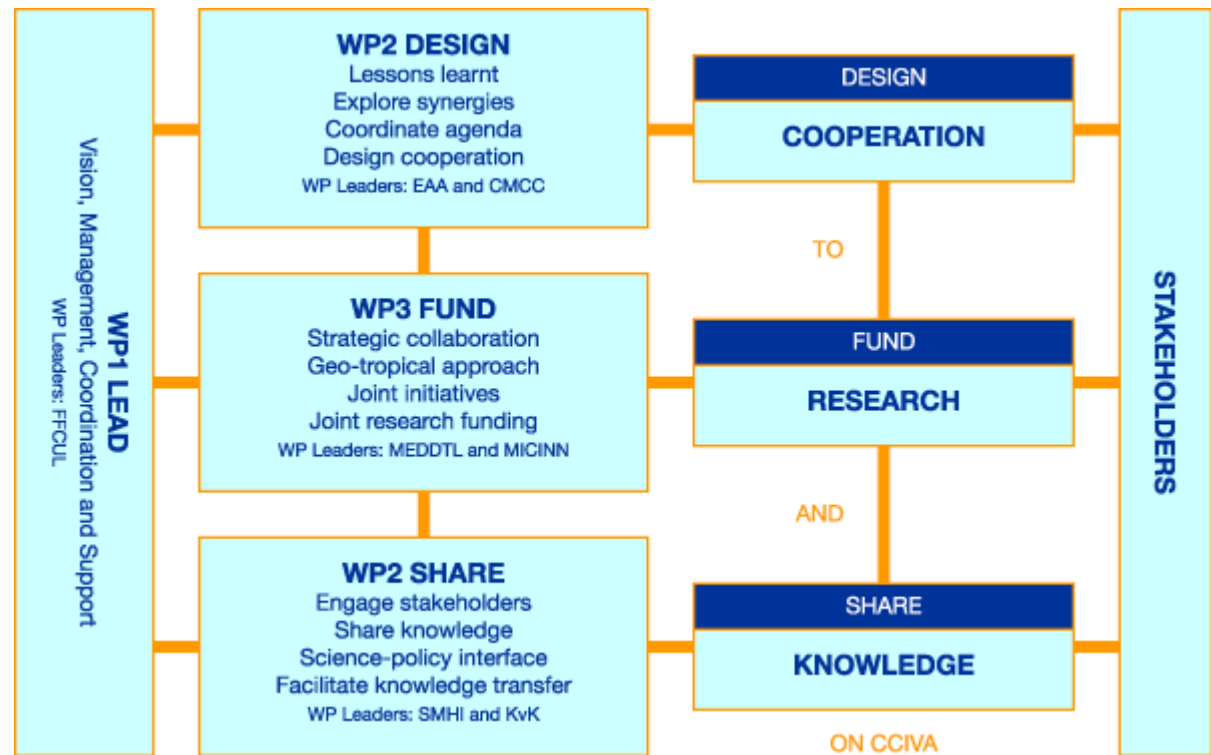 WP1 LEAD
Vision, Management, Coordination and Support
WP Leaders: FFCUL
WP2 DESIGN
Lessons learnt
Explore synergies
Coordinate agenda
Design cooperation
WP Leaders: EAA and CMCC
WP3 FUND
Strategic collaboration
Geo-tropical approach
Joint initiatives
Joint research funding
WP Leaders: MEDDTL and MICINN
WP2 SHARE
Engage stakeholders
Share knowledge
Science-policy interface
Facilitate knowledge transfer
WP Leaders: SMHI and KvK
DESIGN
COOPERATION
TO
FUND
RESEARCH
AND
SHARE
KNOWLEDGE
ON CCIVA
STAKEHOLDERS